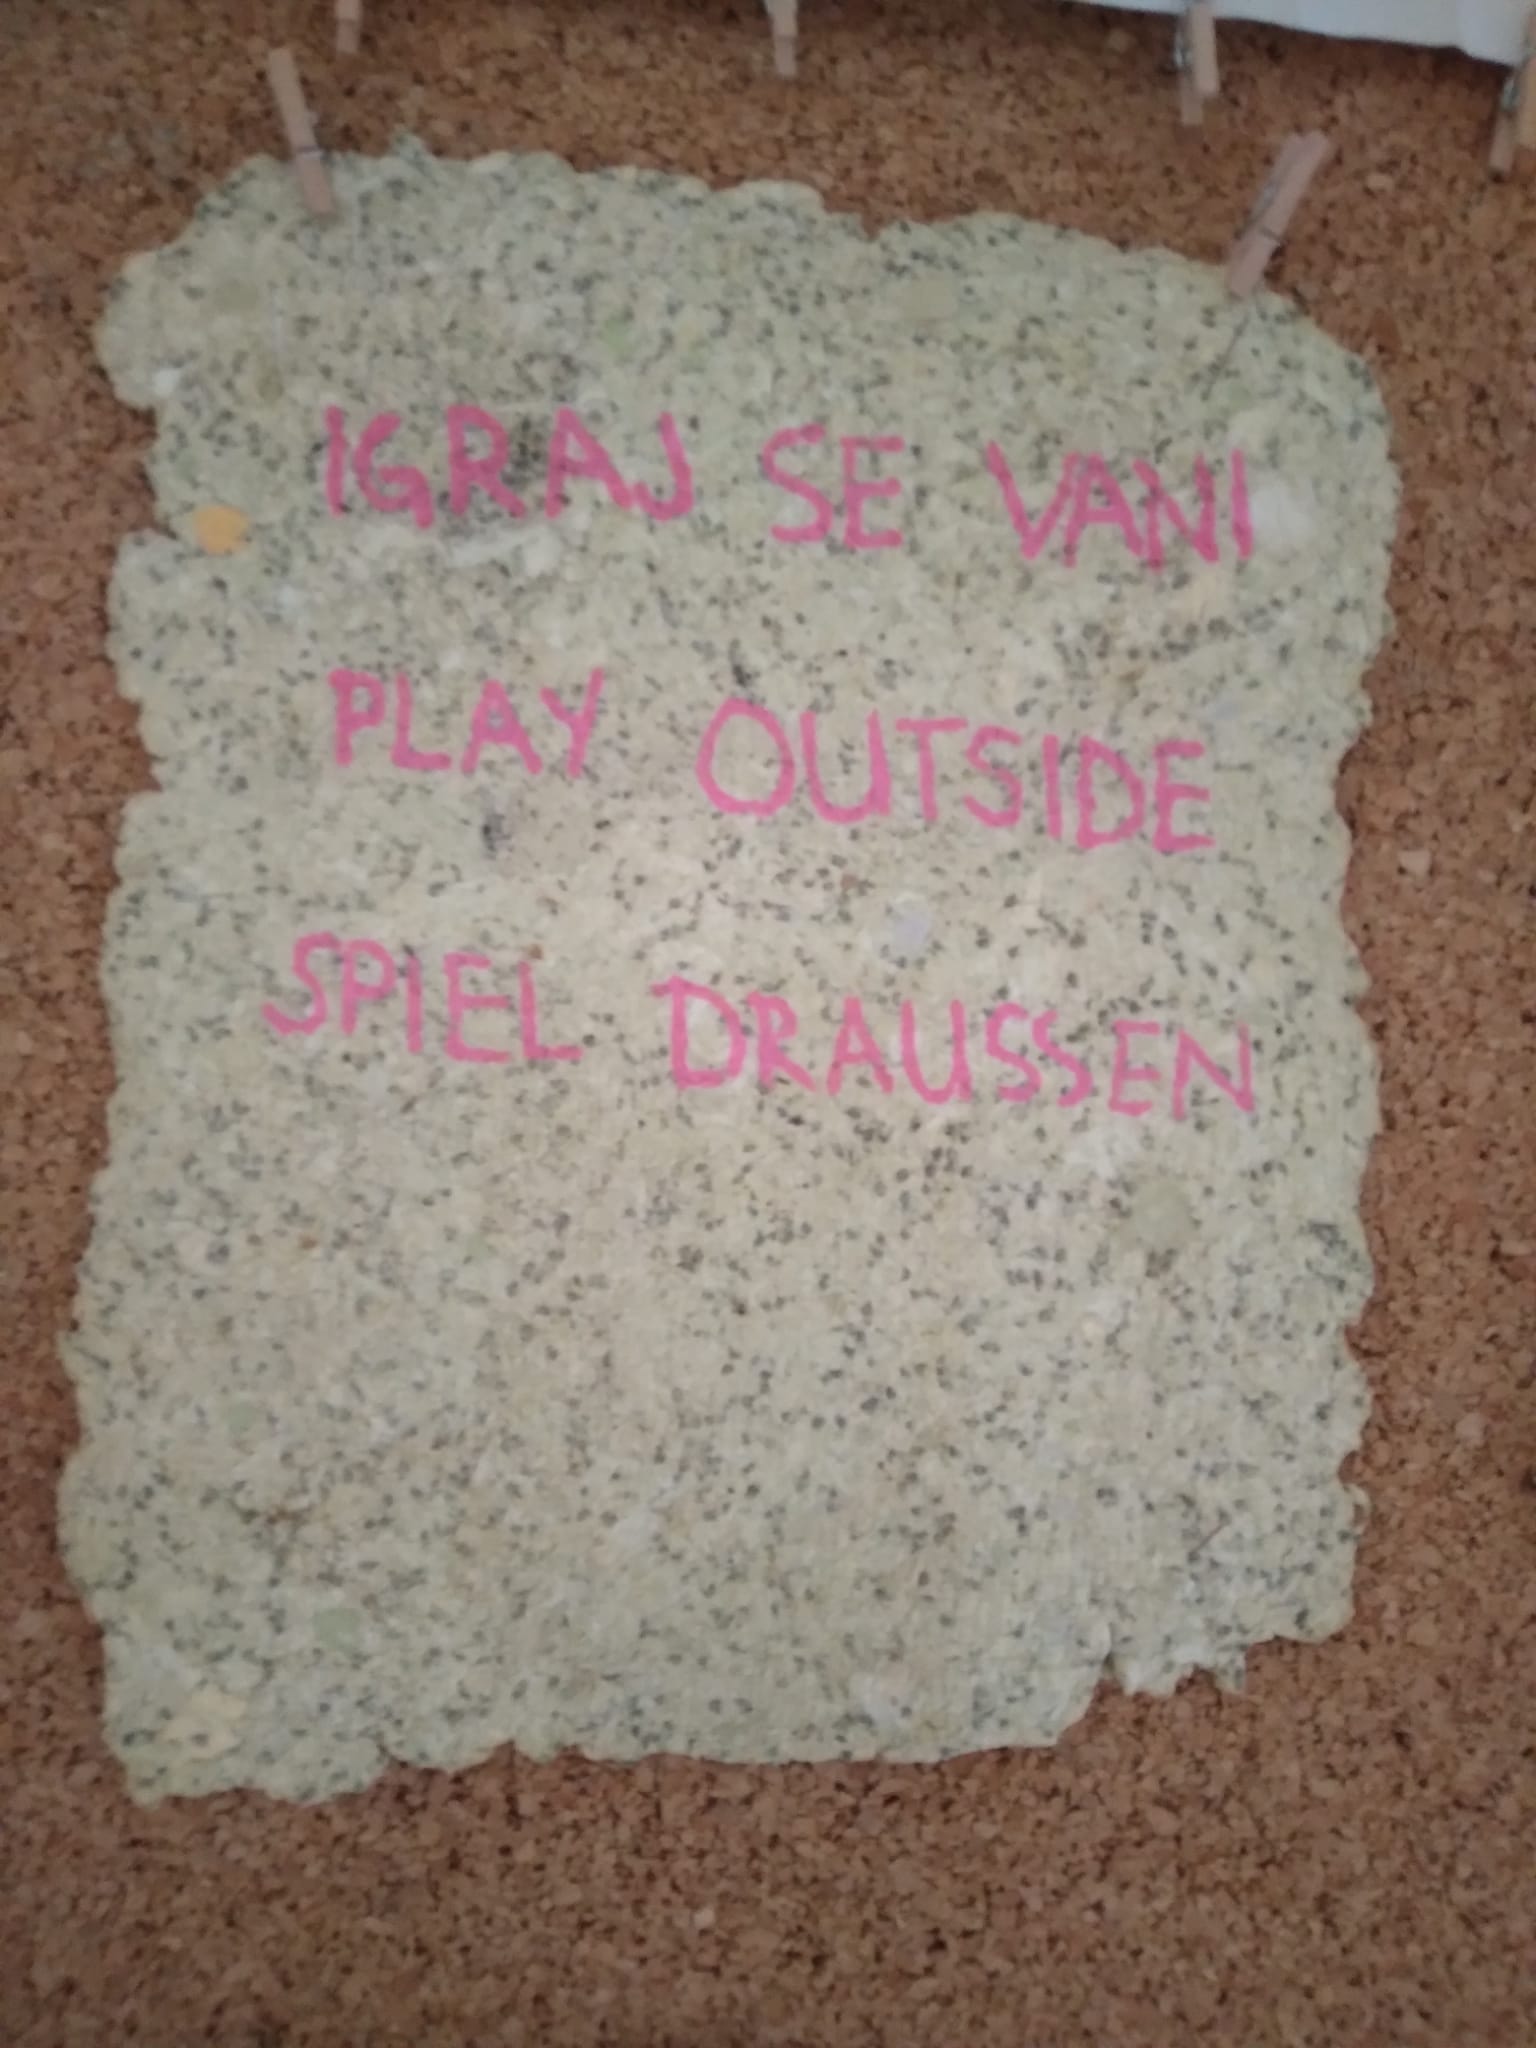 IGRAJ SE VANI
PLAY OUTSIDE
SPIEL DRAUSSEN